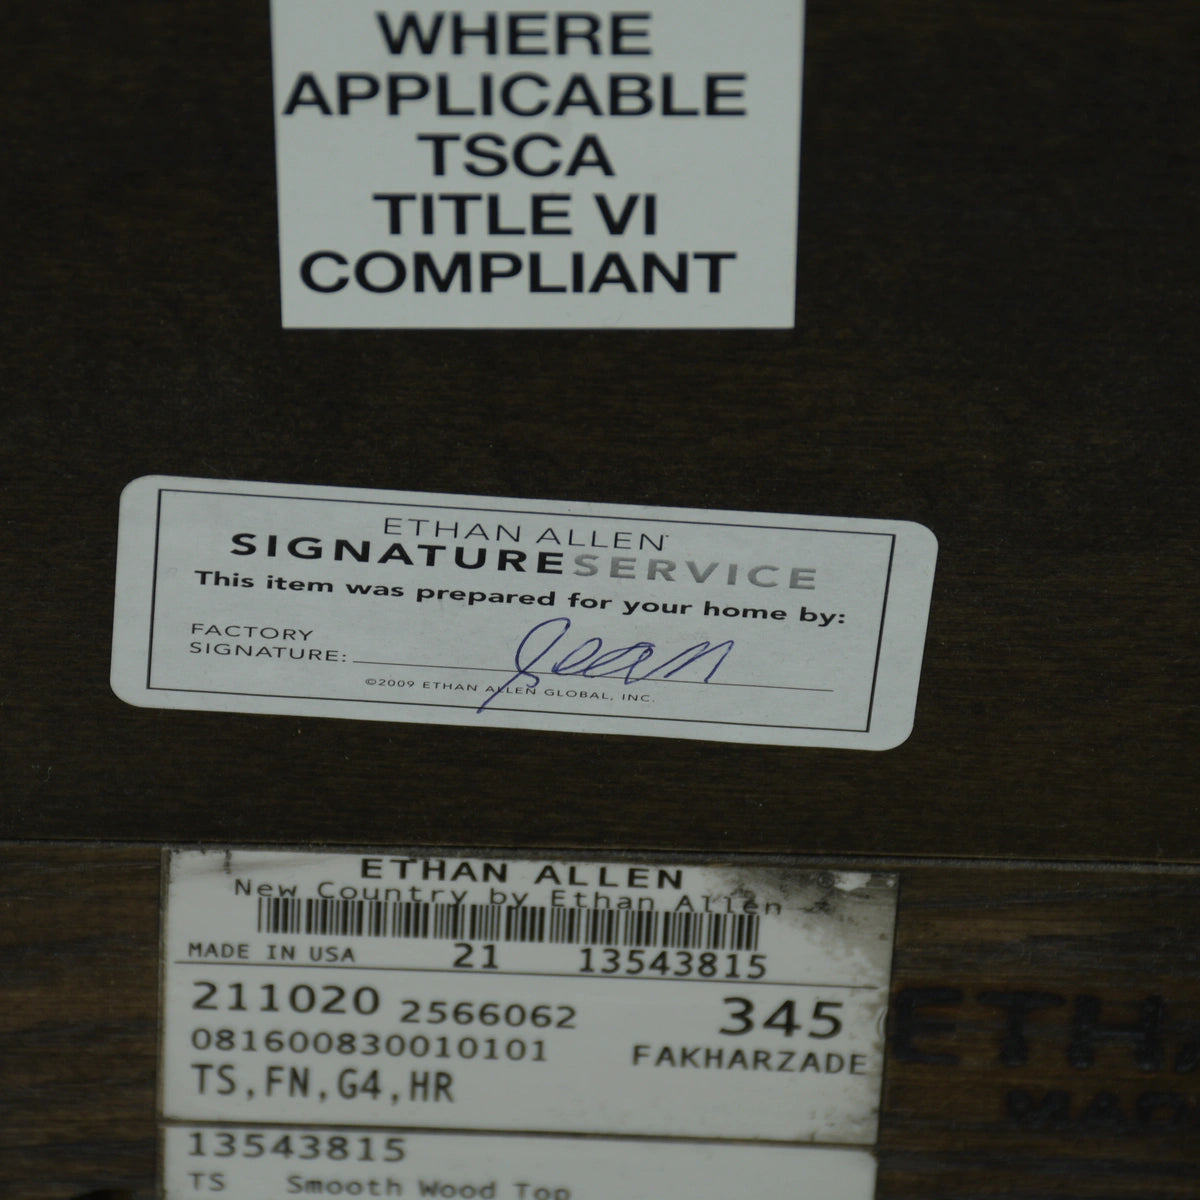 WHERE
APPLICABLE
TSCA
TITLE VI
COMPLIANT
ETHAN ALLEN
SIGNATURESERVICE
This item was prepared for your home by:
FACTORY
SIGNATURE:
©2009 ETHAN ALLEN GLOBAL, INC.
ETHAN ALLEN
New Country by Ethan Allen
MADE IN USA 21 13543815
211020 2566062 345
081600830010101 FAKHARZADE
TS,FN,G4,HR
13543815
TS Smooth Wood Top